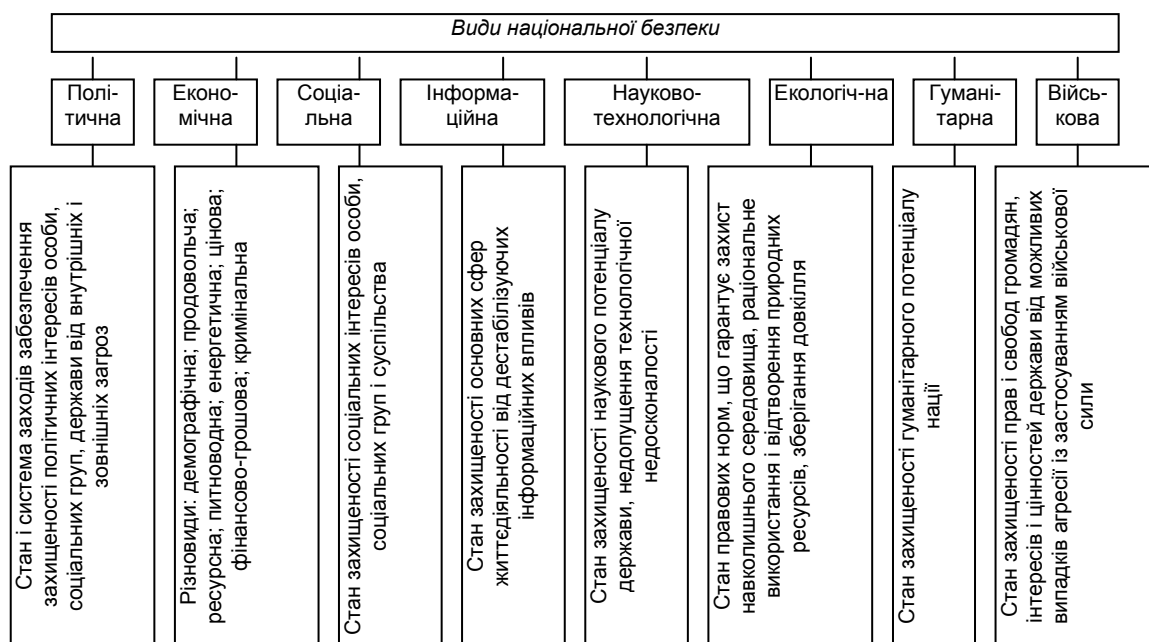 Види національної безпеки
Полі-
тична
Еконо-
мічна
Соціа-
льна
Інформа-
ційна
Науково-
технологічна
Екологіч-на
Гумані-
тарна
Війсь-
кова
Стан і система заходів забезпечення
захищеності політичних інтересів особи,
соціальних груп, держави від внутрішніх і
зовнішніх загроз
Різновиди: демографічна; продовольча;
ресурсна; питноводна; енергетична; цінова;
фінансово-грошова; кримінальна
Стан захищеності соціальних інтересів особи,
соціальних груп і суспільства
Стан захищеності основних сфер
життєдіяльності від дестабілізуючих
інформаційних впливів
Стан захищеності наукового потенціалу
держави, недопущення технологічної
недосконалості
Стан правових норм, що гарантує захист
навколишнього середовища, раціональне
використання і відтворення природних
ресурсів, зберігання довкілля
Стан захищеності гуманітарного потенціалу
нації
Стан захищеності прав і свобод громадян,
інтересів і цінностей держави від можливих
випадків агресії із застосуванням військової
сили